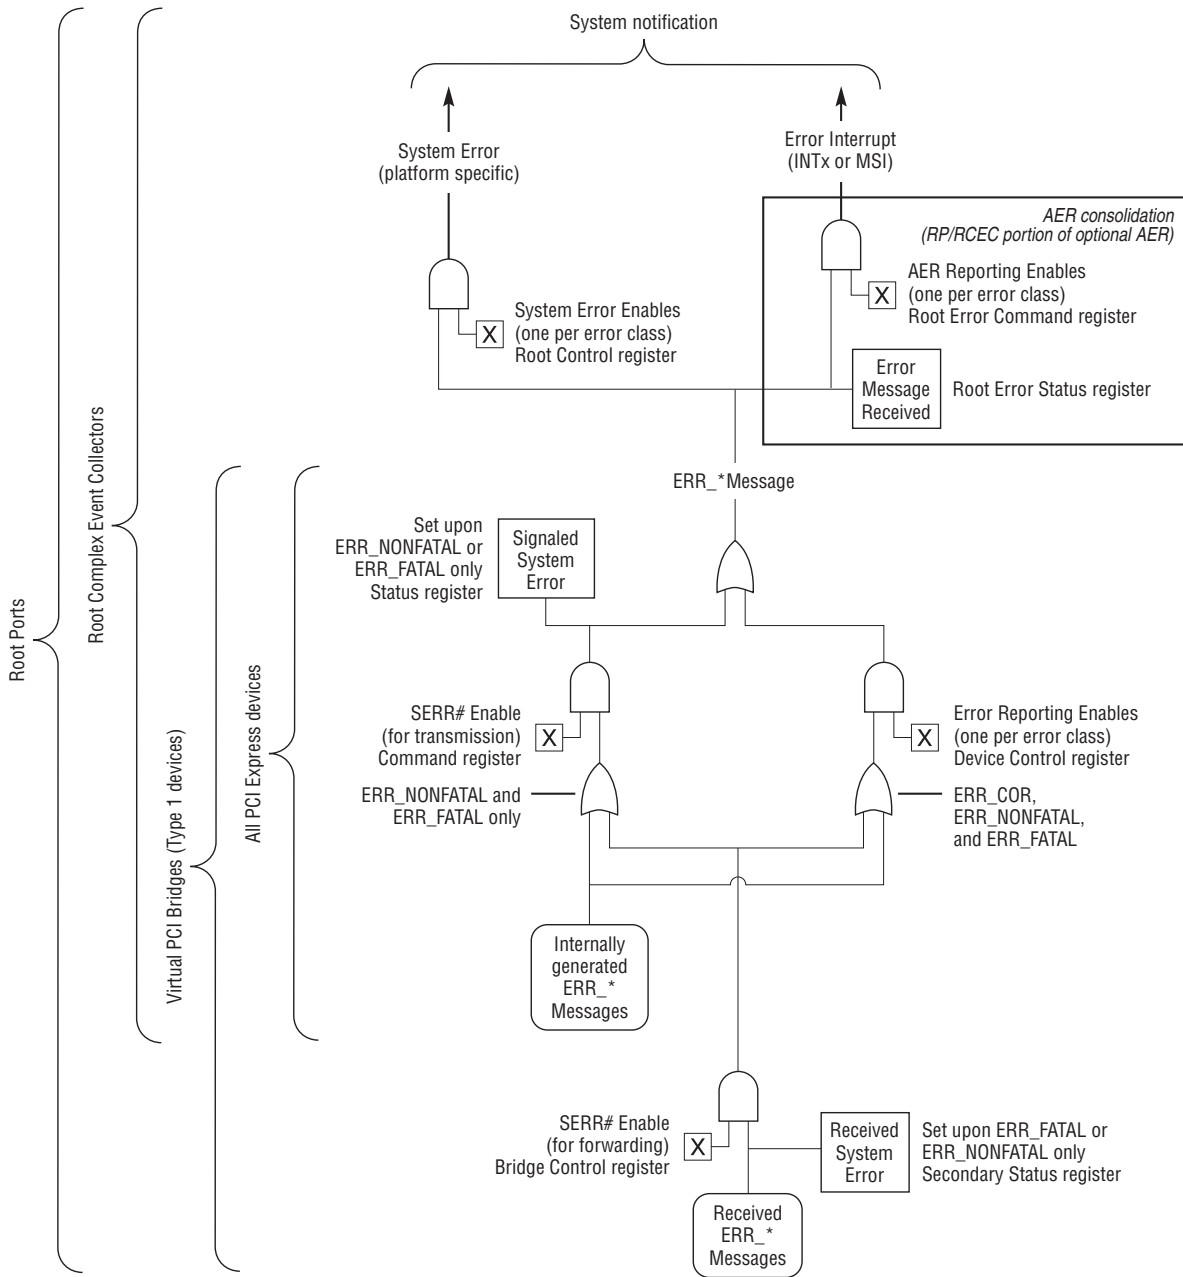 System notification
System Error
(platform specific)
Error Interrupt
(INTx or MSI)
AER consolidation
(RP/RCEC portion of optional AER)
AER Reporting Enables
(one per error class)
Root Error Command register
X
System Error Enables
(one per error class)
Root Control register
X
Error
Message
Received
Root Error Status register
ERR_*Message
Set upon
ERR_NONFATAL or
ERR_FATAL only
Status register
Signaled
System
Error
SERR# Enable
(for transmission)
Command register
X
X
Error Reporting Enables
(one per error class)
Device Control register
ERR_NONFATAL and
ERR_FATAL only
ERR_COR,
ERR_NONFATAL,
and ERR_FATAL
Internally
generated
ERR_*
Messages
SERR# Enable
(for forwarding)
Bridge Control register
X
Received
System
Error
Set upon ERR_FATAL or
ERR_NONFATAL only
Secondary Status register
Received
ERR_*
Messages
Root Ports
Root Complex Event Collectors
Virtual PCI Bridges (Type 1 devices)
All PCI Express devices